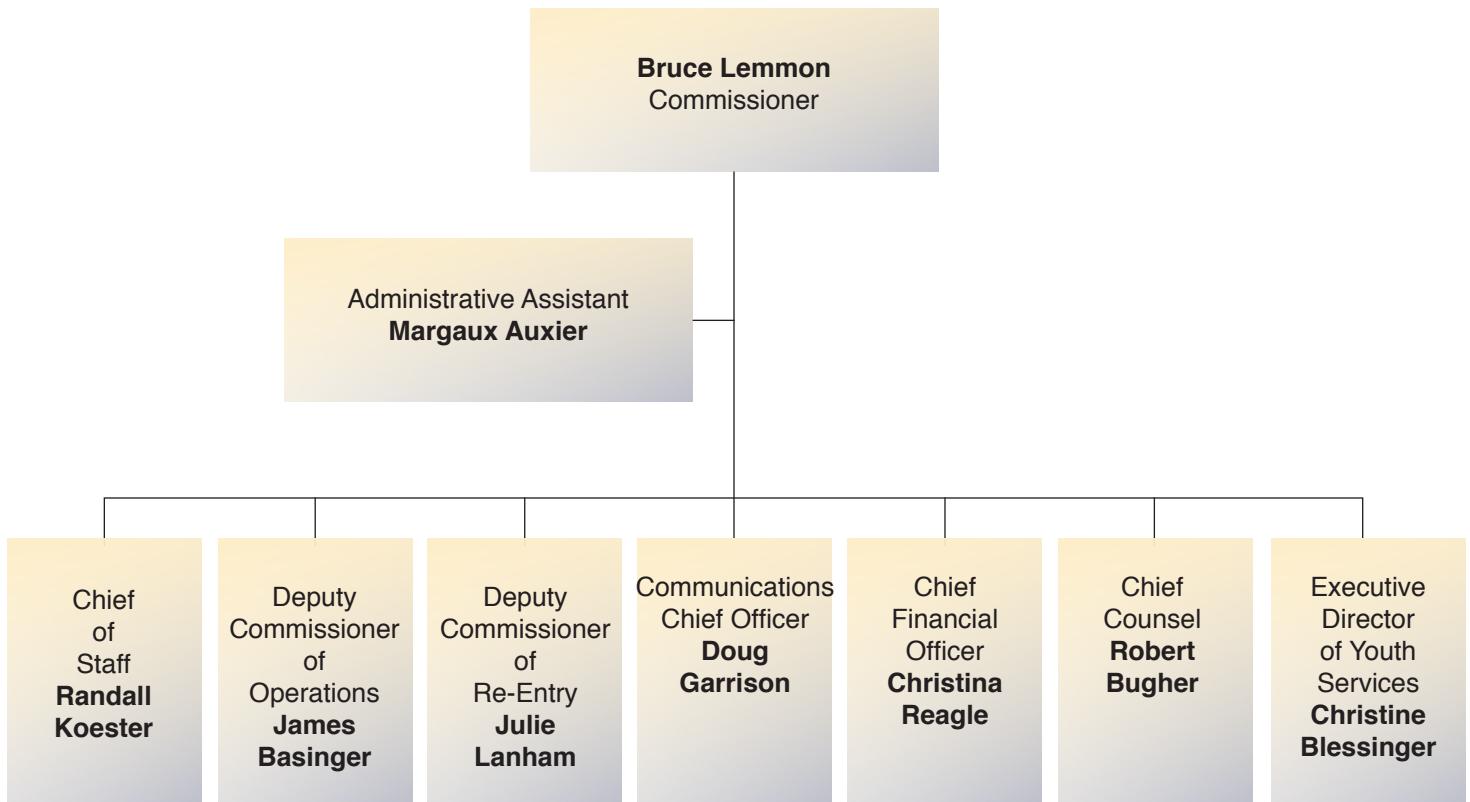 Bruce Lemmon
Commissioner
Administrative Assistant
Margaux Auxier
Chief
of
Staff
Randall
Koester
Deputy
Commissioner
of
Operations
James
Basinger
Deputy
Commissioner
of
Re-Entry
Julie
Lanham
Communications
Chief Officer
Doug
Garrison
Chief
Financial
Officer
Christina
Reagle
Chief
Counsel
Robert
Bugher
Executive
Director
of Youth
Services
Christine
Blessinger